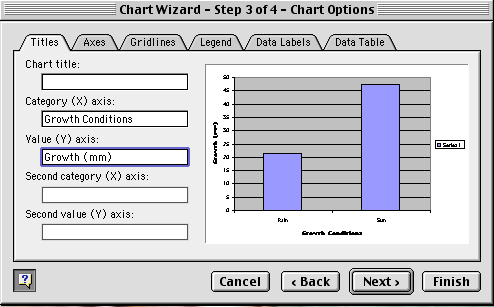 Chart Wizard – Step 3 of 4 – Chart Options
Titles
Axes
Gridlines
Legend
Data Labels
Data Table
Chart title:
Category (X) axis:
Growth Conditions
Value (Y) axis:
Growth (mm)
Second category (X) axis:
Second value (Y) axis:
50
45
40
35
30
25
20
15
10
5
0
Growth (mm)
Rain
Sun
Growth Conditions
Series1
?
Cancel
‹ Back
Next ›
Finish